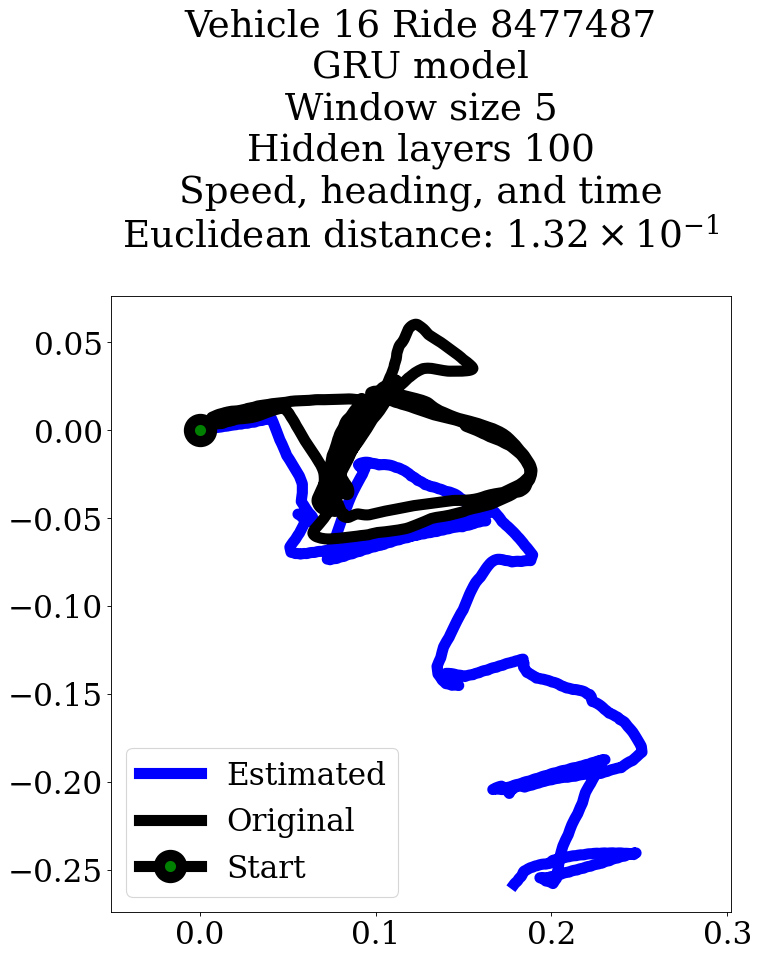 Vehicle 16 Ride 8477487
GRU model
Window size 5
Hidden layers 100
Speed, heading, and time
Euclidean distance: 1.32 × 10⁻¹
0.05
0.00
−0.05
−0.10
−0.15
−0.20
−0.25
Estimated
Original
Start
0.0 0.1 0.2 0.3